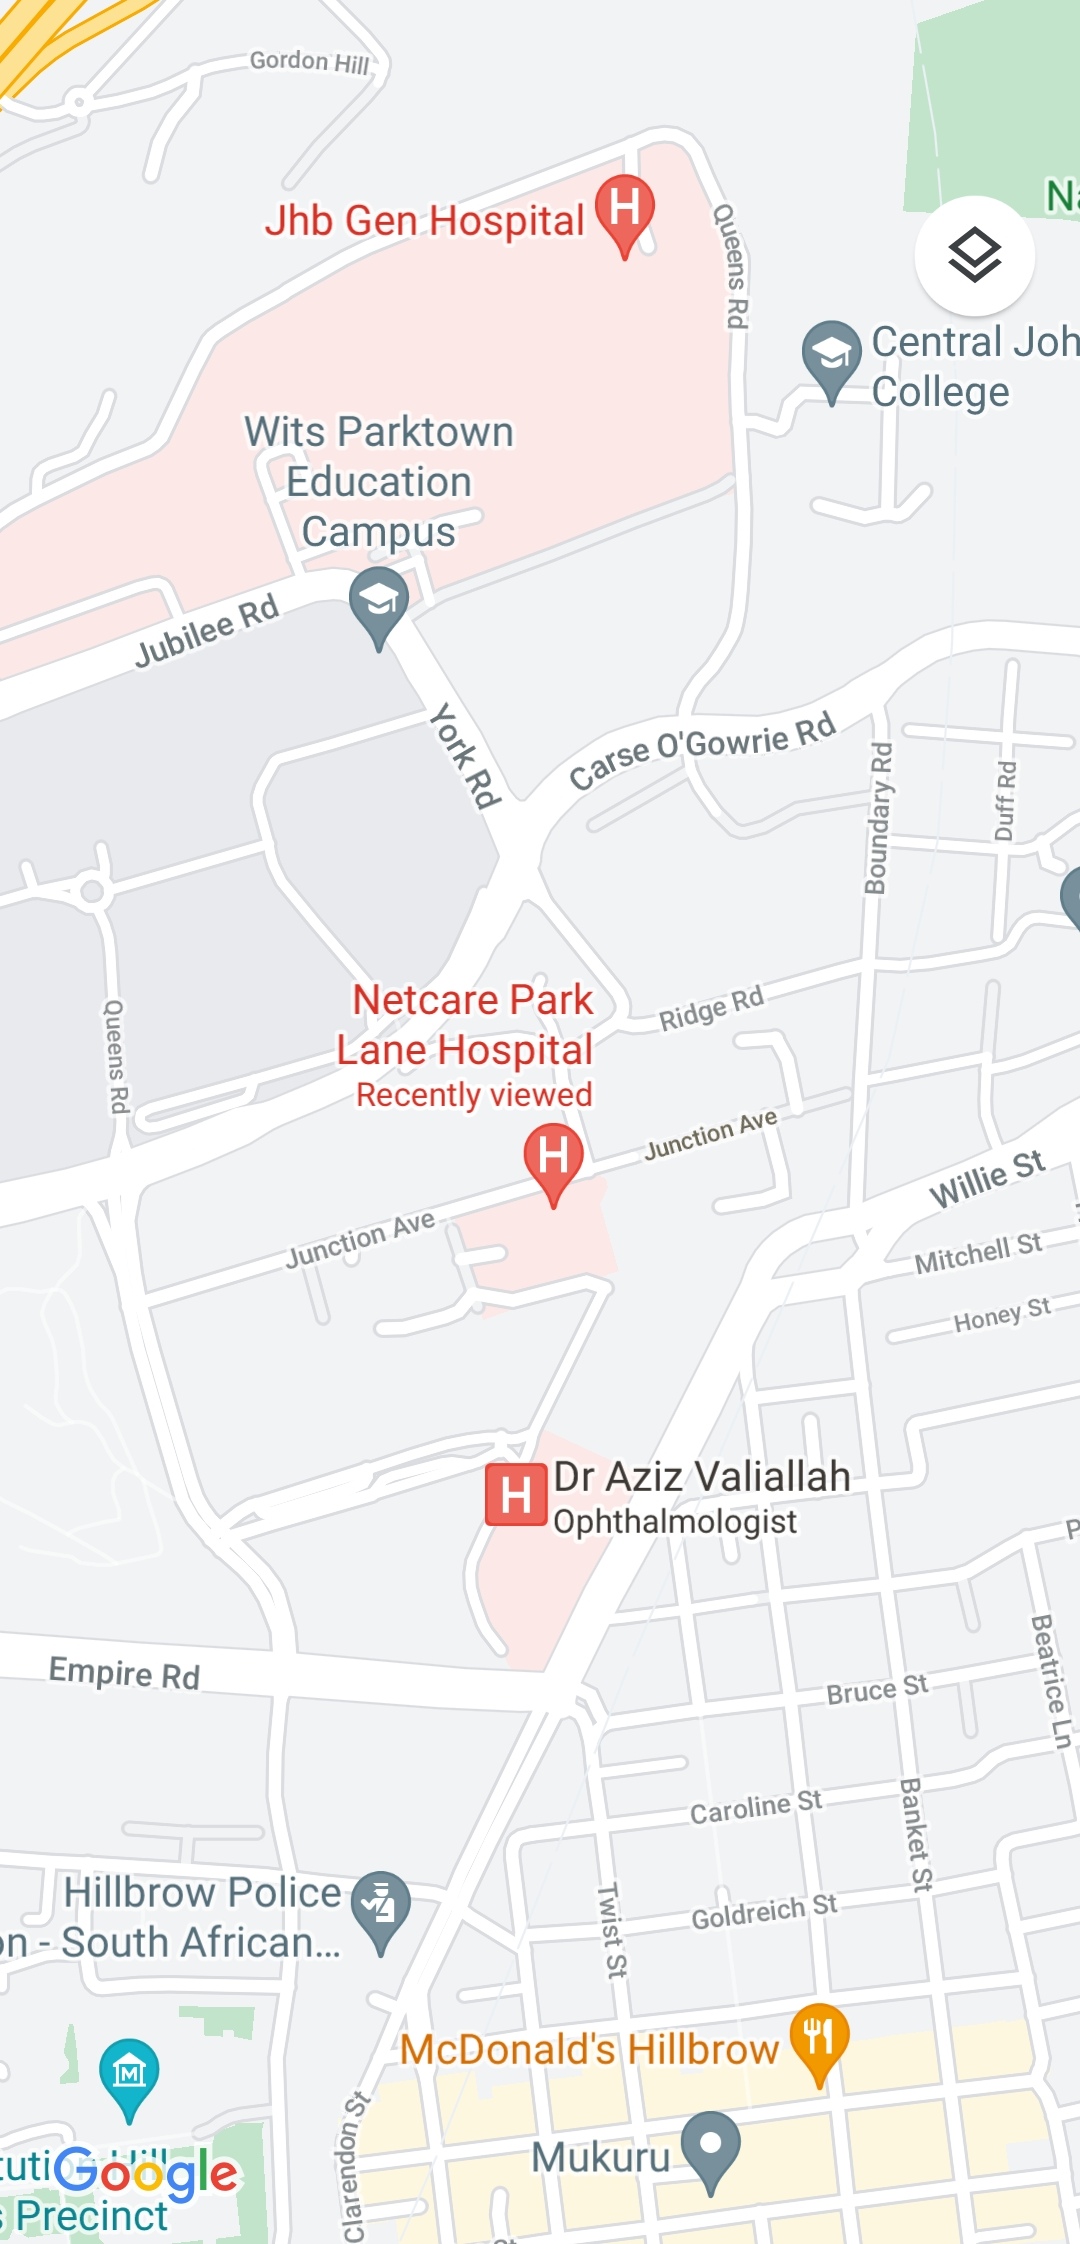 Gordon Hill
Na
Jhb Gen Hospital
H
Queens Rd
Central Joh
College
Wits Parktown
Education
Campus
Jubilee Rd
York Rd
Carse O'Gowrie Rd
Boundary Rd
Duff Rd
Netcare Park
Lane Hospital
Recently viewed
H
Ridge Rd
Queens Rd
Junction Ave
Junction Ave
Willie St
Mitchell St
Honey St
H
Dr Aziz Valiallah
Ophthalmologist
P
Empire Rd
Bruce St
Beatrice Ln
Caroline St
Banket St
Hillbrow Police
on - South African...
Twist St
Goldreich St
McDonald's Hillbrow
M
Clarendon St
Mukuru
Google
s Precinct
St